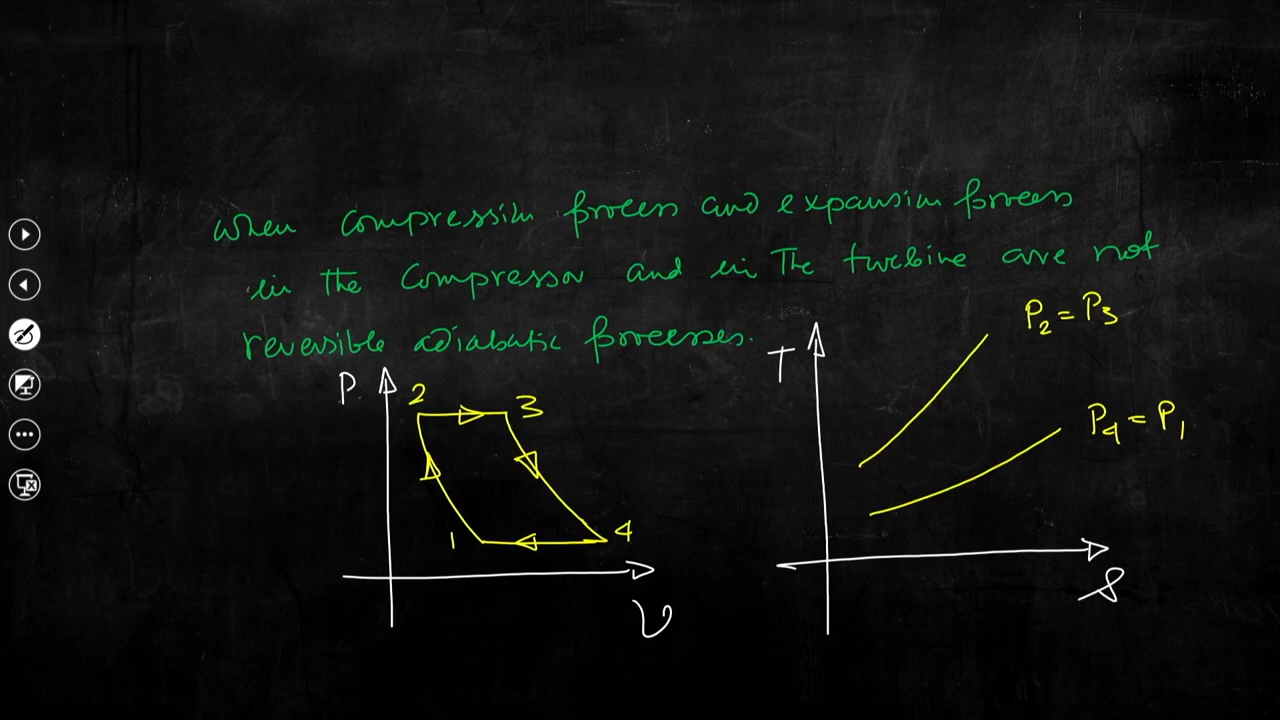 when compression process and expansion process
in the compressor and in the turbine are not
reversible adiabatic processes.
P2 = P3
T
P
2
3
P4 = P1
1
4
s
v